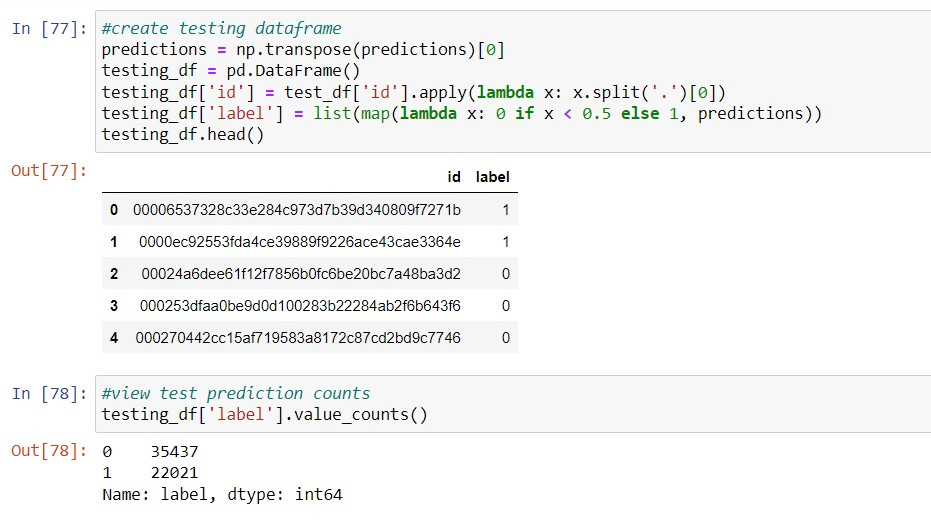 In [77]: #create testing dataframe
predictions = np.transpose(predictions)[0]
testing_df = pd.DataFrame()
testing_df['id'] = test_df['id'].apply(lambda x: x.split('.')[0])
testing_df['label'] = list(map(lambda x: 0 if x < 0.5 else 1, predictions))
testing_df.head()
Out[77]:
id label
0 00006537328c33e284c973d7b39d340809f7271b 1
1 0000ec92553fda4ce39889f9226ace43cae3364e 1
2 00024a6dee61f12f7856b0fc6be20bc7a48ba3d2 0
3 000253dfaa0be9d0d100283b22284ab2f6b643f6 0
4 000270442cc15af719583a8172c87cd2bd9c7746 0
In [78]: #view test prediction counts
testing_df['label'].value_counts()
Out[78]: 0 35437
1 22021
Name: label, dtype: int64